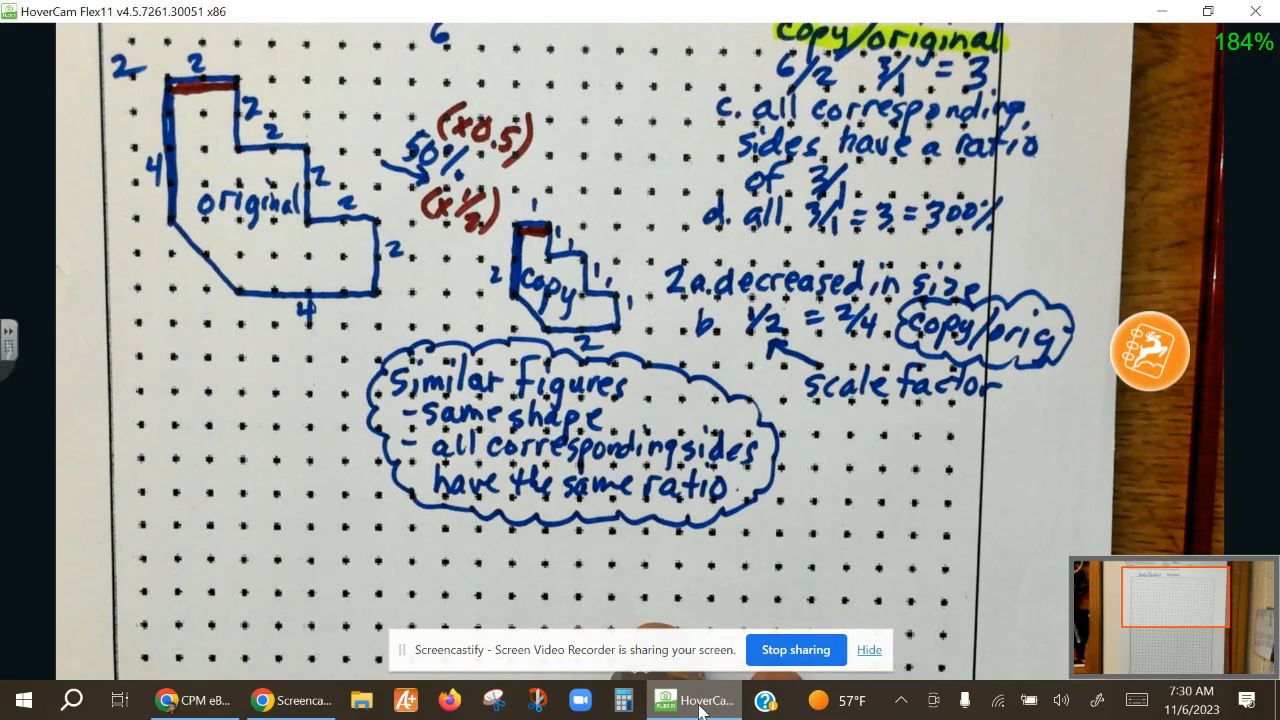 HoverCam Flex11 v4.5.7261.30051 x86
184%
6
copy/original
6/2 3/1 = 3
c. all corresponding
sides have a ratio
of 3/1
d. all 3/1 = 3 = 300%
2
2
2
2
2
2
2
4
4
original
50%
(x0.5)
(x 1/2)
1
1
1
1
1
1
2
2
copy
2a. decreased in size
b. 1/2 = 2/4 copy/orig
scale factor
Similar figures
- same shape
- all corresponding sides
have the same ratio
Screencastify - Screen Video Recorder is sharing your screen.
Stop sharing
Hide
CPM eB...
Screenca...
HoverCa...
57°F
7:30 AM
11/6/2023